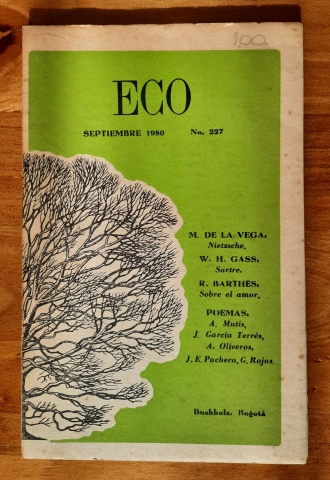 100
ECO
SEPTIEMBRE 1980 No. 227
M. DE LA VEGA:
Nietzsche.
W. H. GASS:
Sartre.
R. BARTHES:
Sobre el amor.
POEMAS:
A. Mutis,
J. García Terrés,
A. Oliveros,
J. E. Pacheco, G. Rojas.
Buchholz. Bogotá